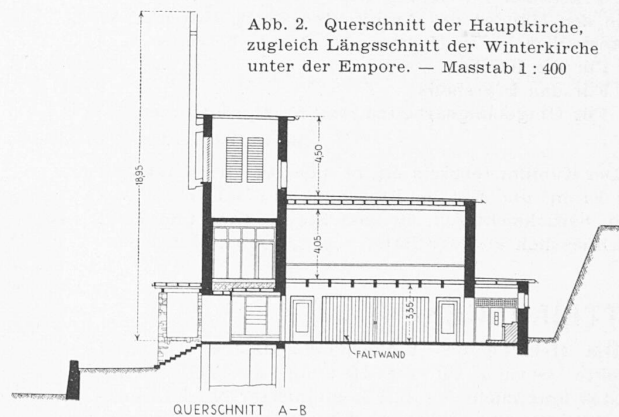 Abb. 2. Querschnitt der Hauptkirche,
zugleich Längsschnitt der Winterkirche
unter der Empore. — Masstab 1 : 400
18,95
4,50
4,05
3,35
FALTWAND
QUERSCHNITT A–B